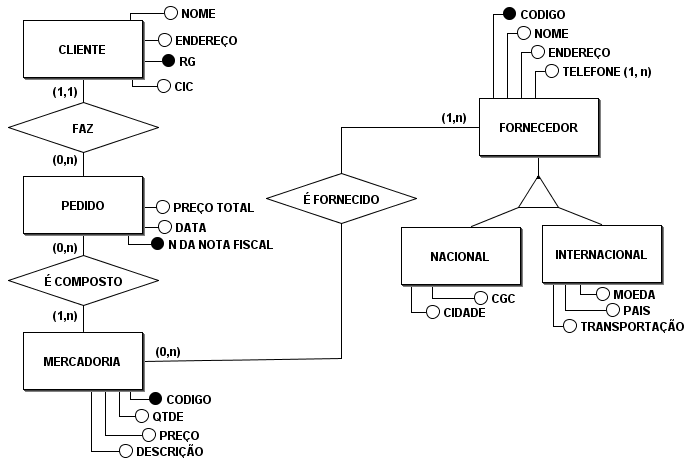 NOME
CLIENTE
ENDEREÇO
RG
CIC
(1,1)
FAZ
(0,n)
PEDIDO
PREÇO TOTAL
DATA
N DA NOTA FISCAL
(0,n)
É COMPOSTO
(1,n)
MERCADORIA
(0,n)
CODIGO
QTDE
PREÇO
DESCRIÇÃO
É FORNECIDO
(1,n)
CODIGO
NOME
ENDEREÇO
TELEFONE (1, n)
FORNECEDOR
NACIONAL
CGC
CIDADE
INTERNACIONAL
MOEDA
PAIS
TRANSPORTAÇÃO